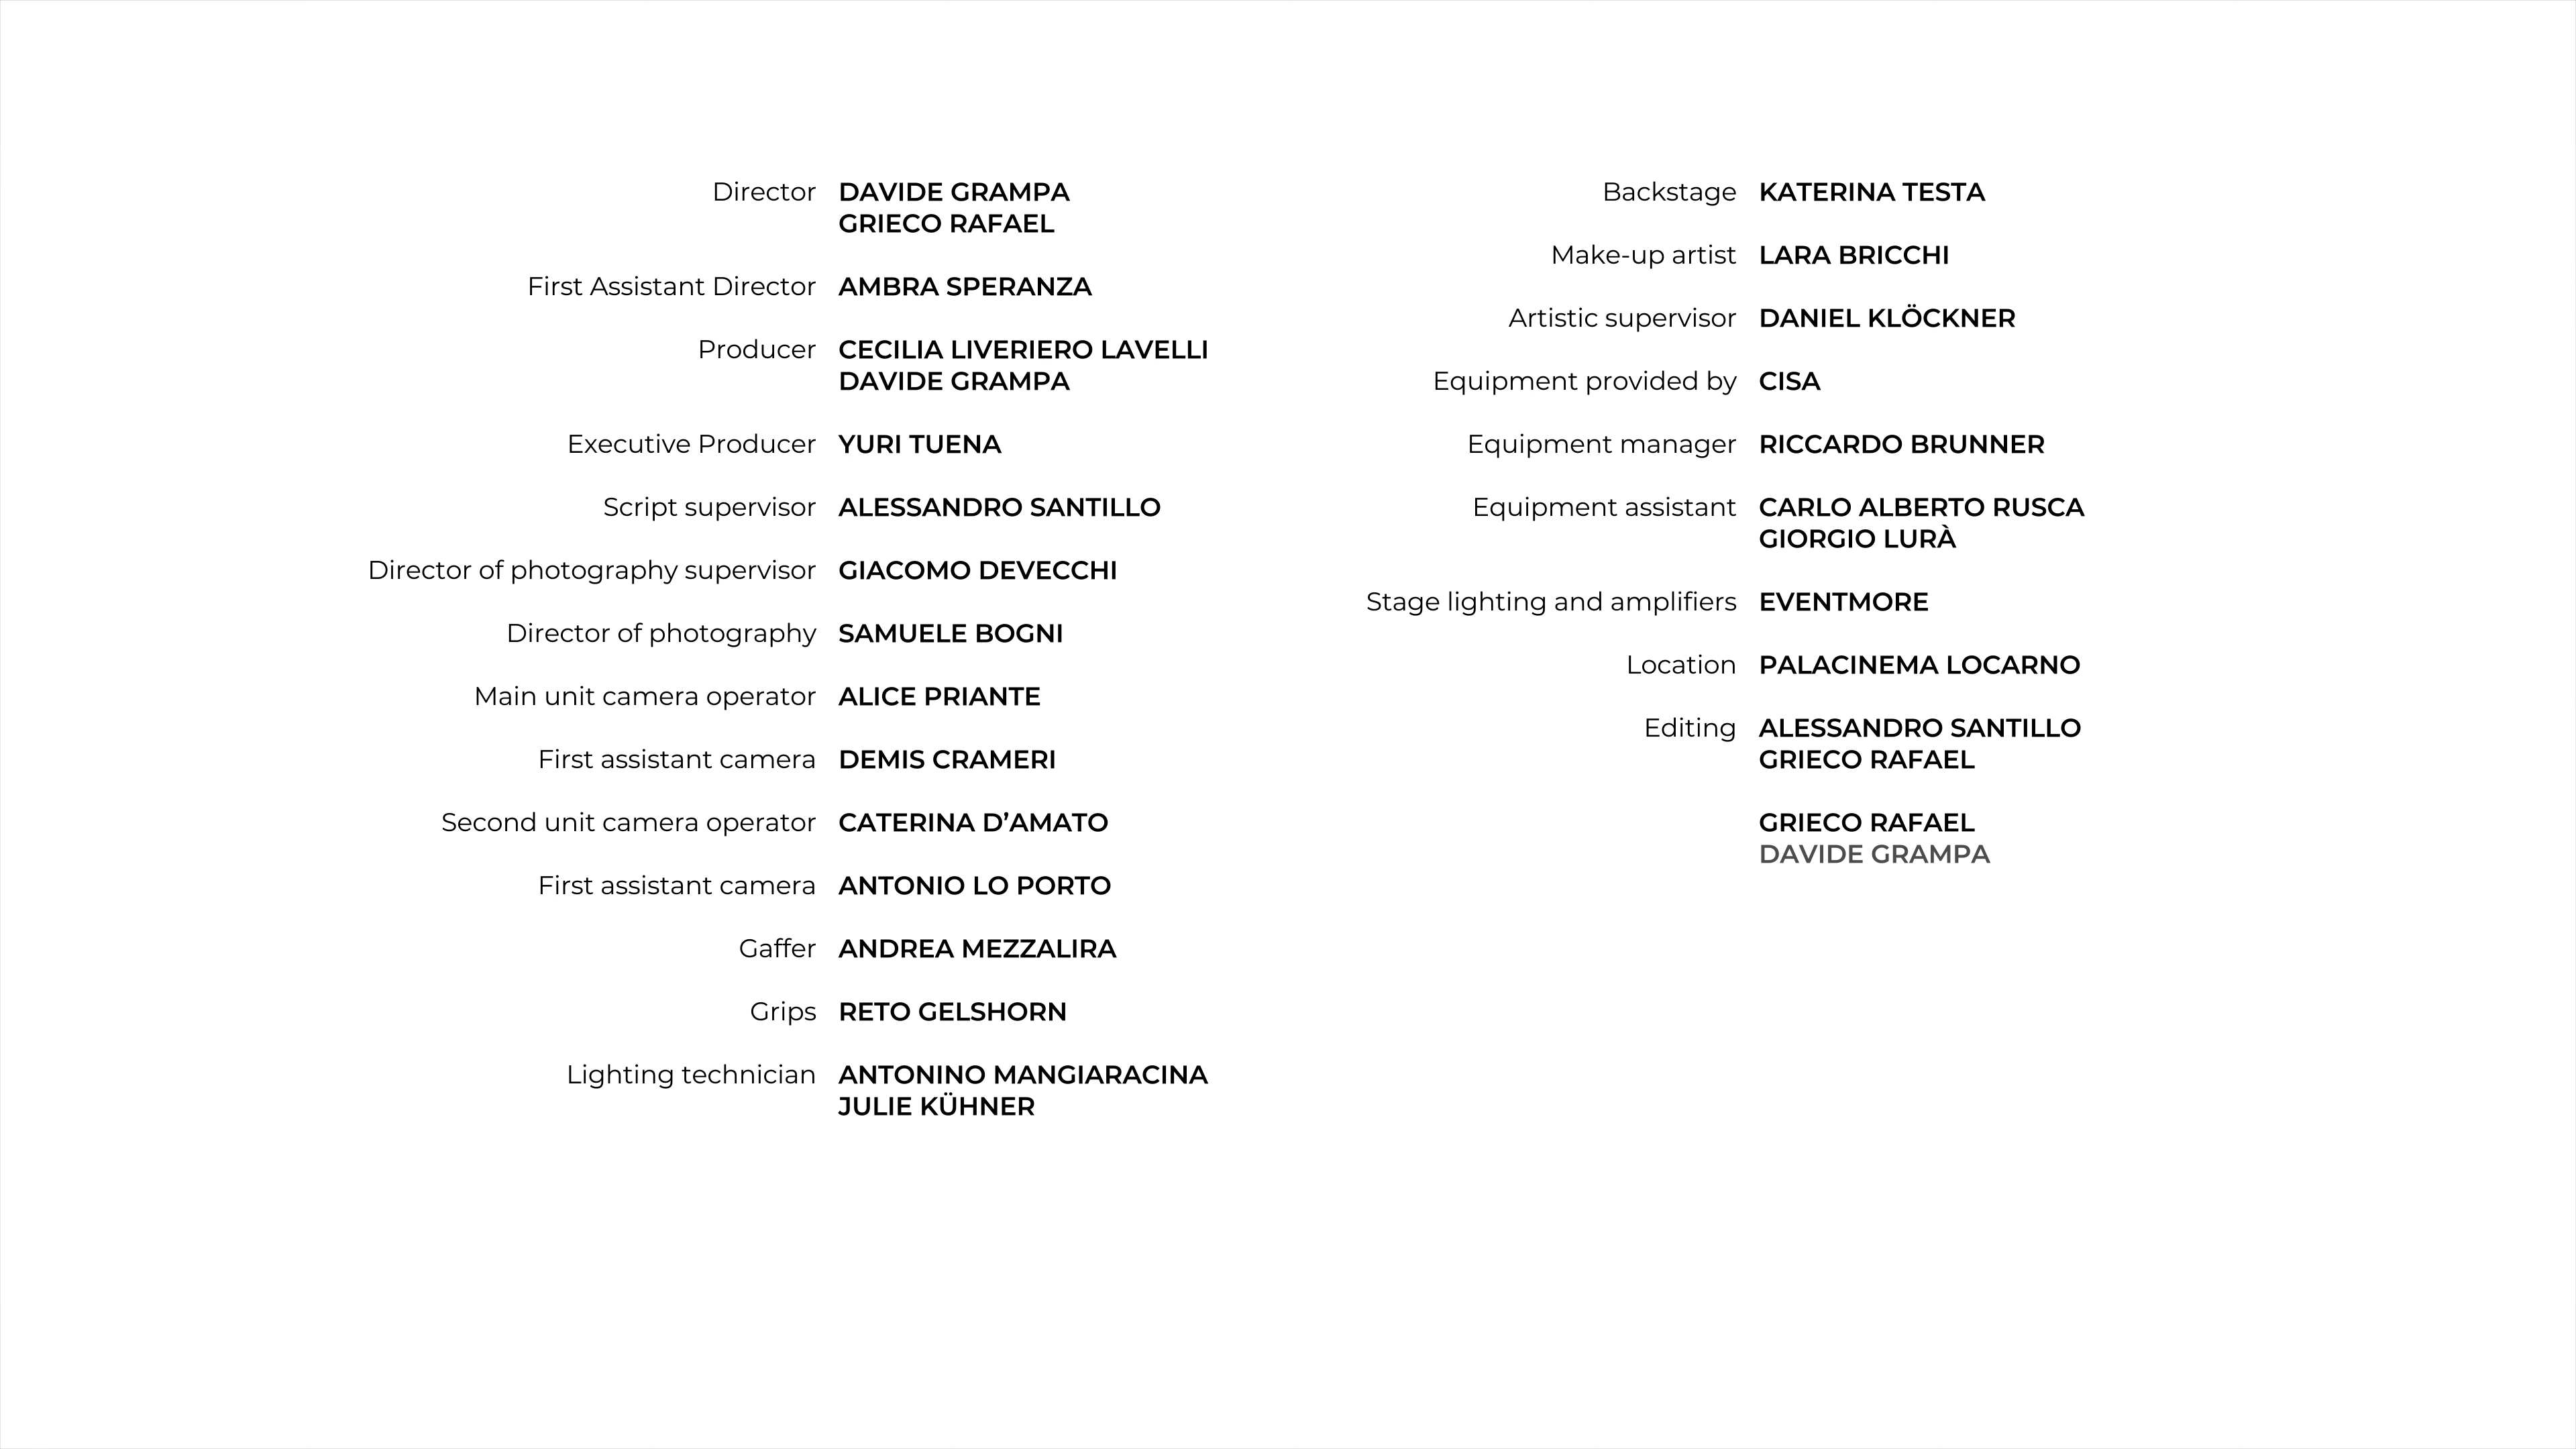 Director DAVIDE GRAMPA
GRIECO RAFAEL
First Assistant Director AMBRA SPERANZA
Producer CECILIA LIVERIERO LAVELLI
DAVIDE GRAMPA
Executive Producer YURI TUENA
Script supervisor ALESSANDRO SANTILLO
Director of photography supervisor GIACOMO DEVECCHI
Director of photography SAMUELE BOGNI
Main unit camera operator ALICE PRIANTE
First assistant camera DEMIS CRAMERI
Second unit camera operator CATERINA D’AMATO
First assistant camera ANTONIO LO PORTO
Gaffer ANDREA MEZZALIRA
Grips RETO GELSHORN
Lighting technician ANTONINO MANGIARACINA
JULIE KÜHNER
Backstage KATERINA TESTA
Make-up artist LARA BRICCHI
Artistic supervisor DANIEL KLÖCKNER
Equipment provided by CISA
Equipment manager RICCARDO BRUNNER
Equipment assistant CARLO ALBERTO RUSCA
GIORGIO LURÀ
Stage lighting and amplifiers EVENTMORE
Location PALACINEMA LOCARNO
Editing ALESSANDRO SANTILLO
GRIECO RAFAEL
GRIECO RAFAEL
DAVIDE GRAMPA